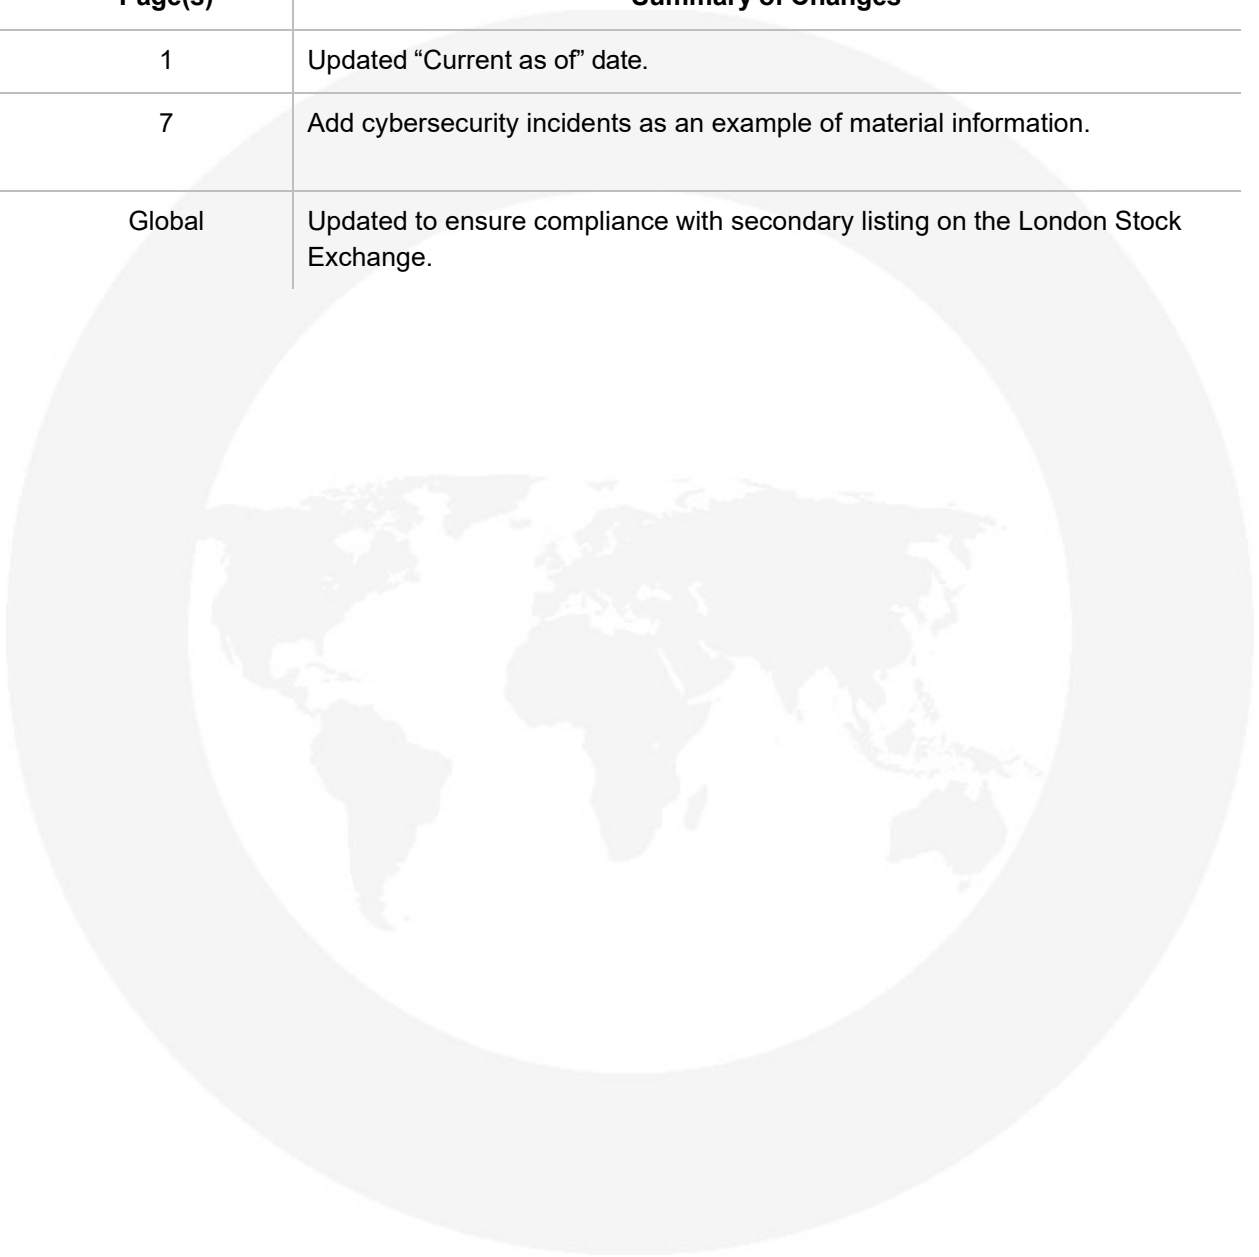 Page(s) Summary of Changes
1 Updated “Current as of” date.
7 Add cybersecurity incidents as an example of material information.
Global Updated to ensure compliance with secondary listing on the London Stock
Exchange.